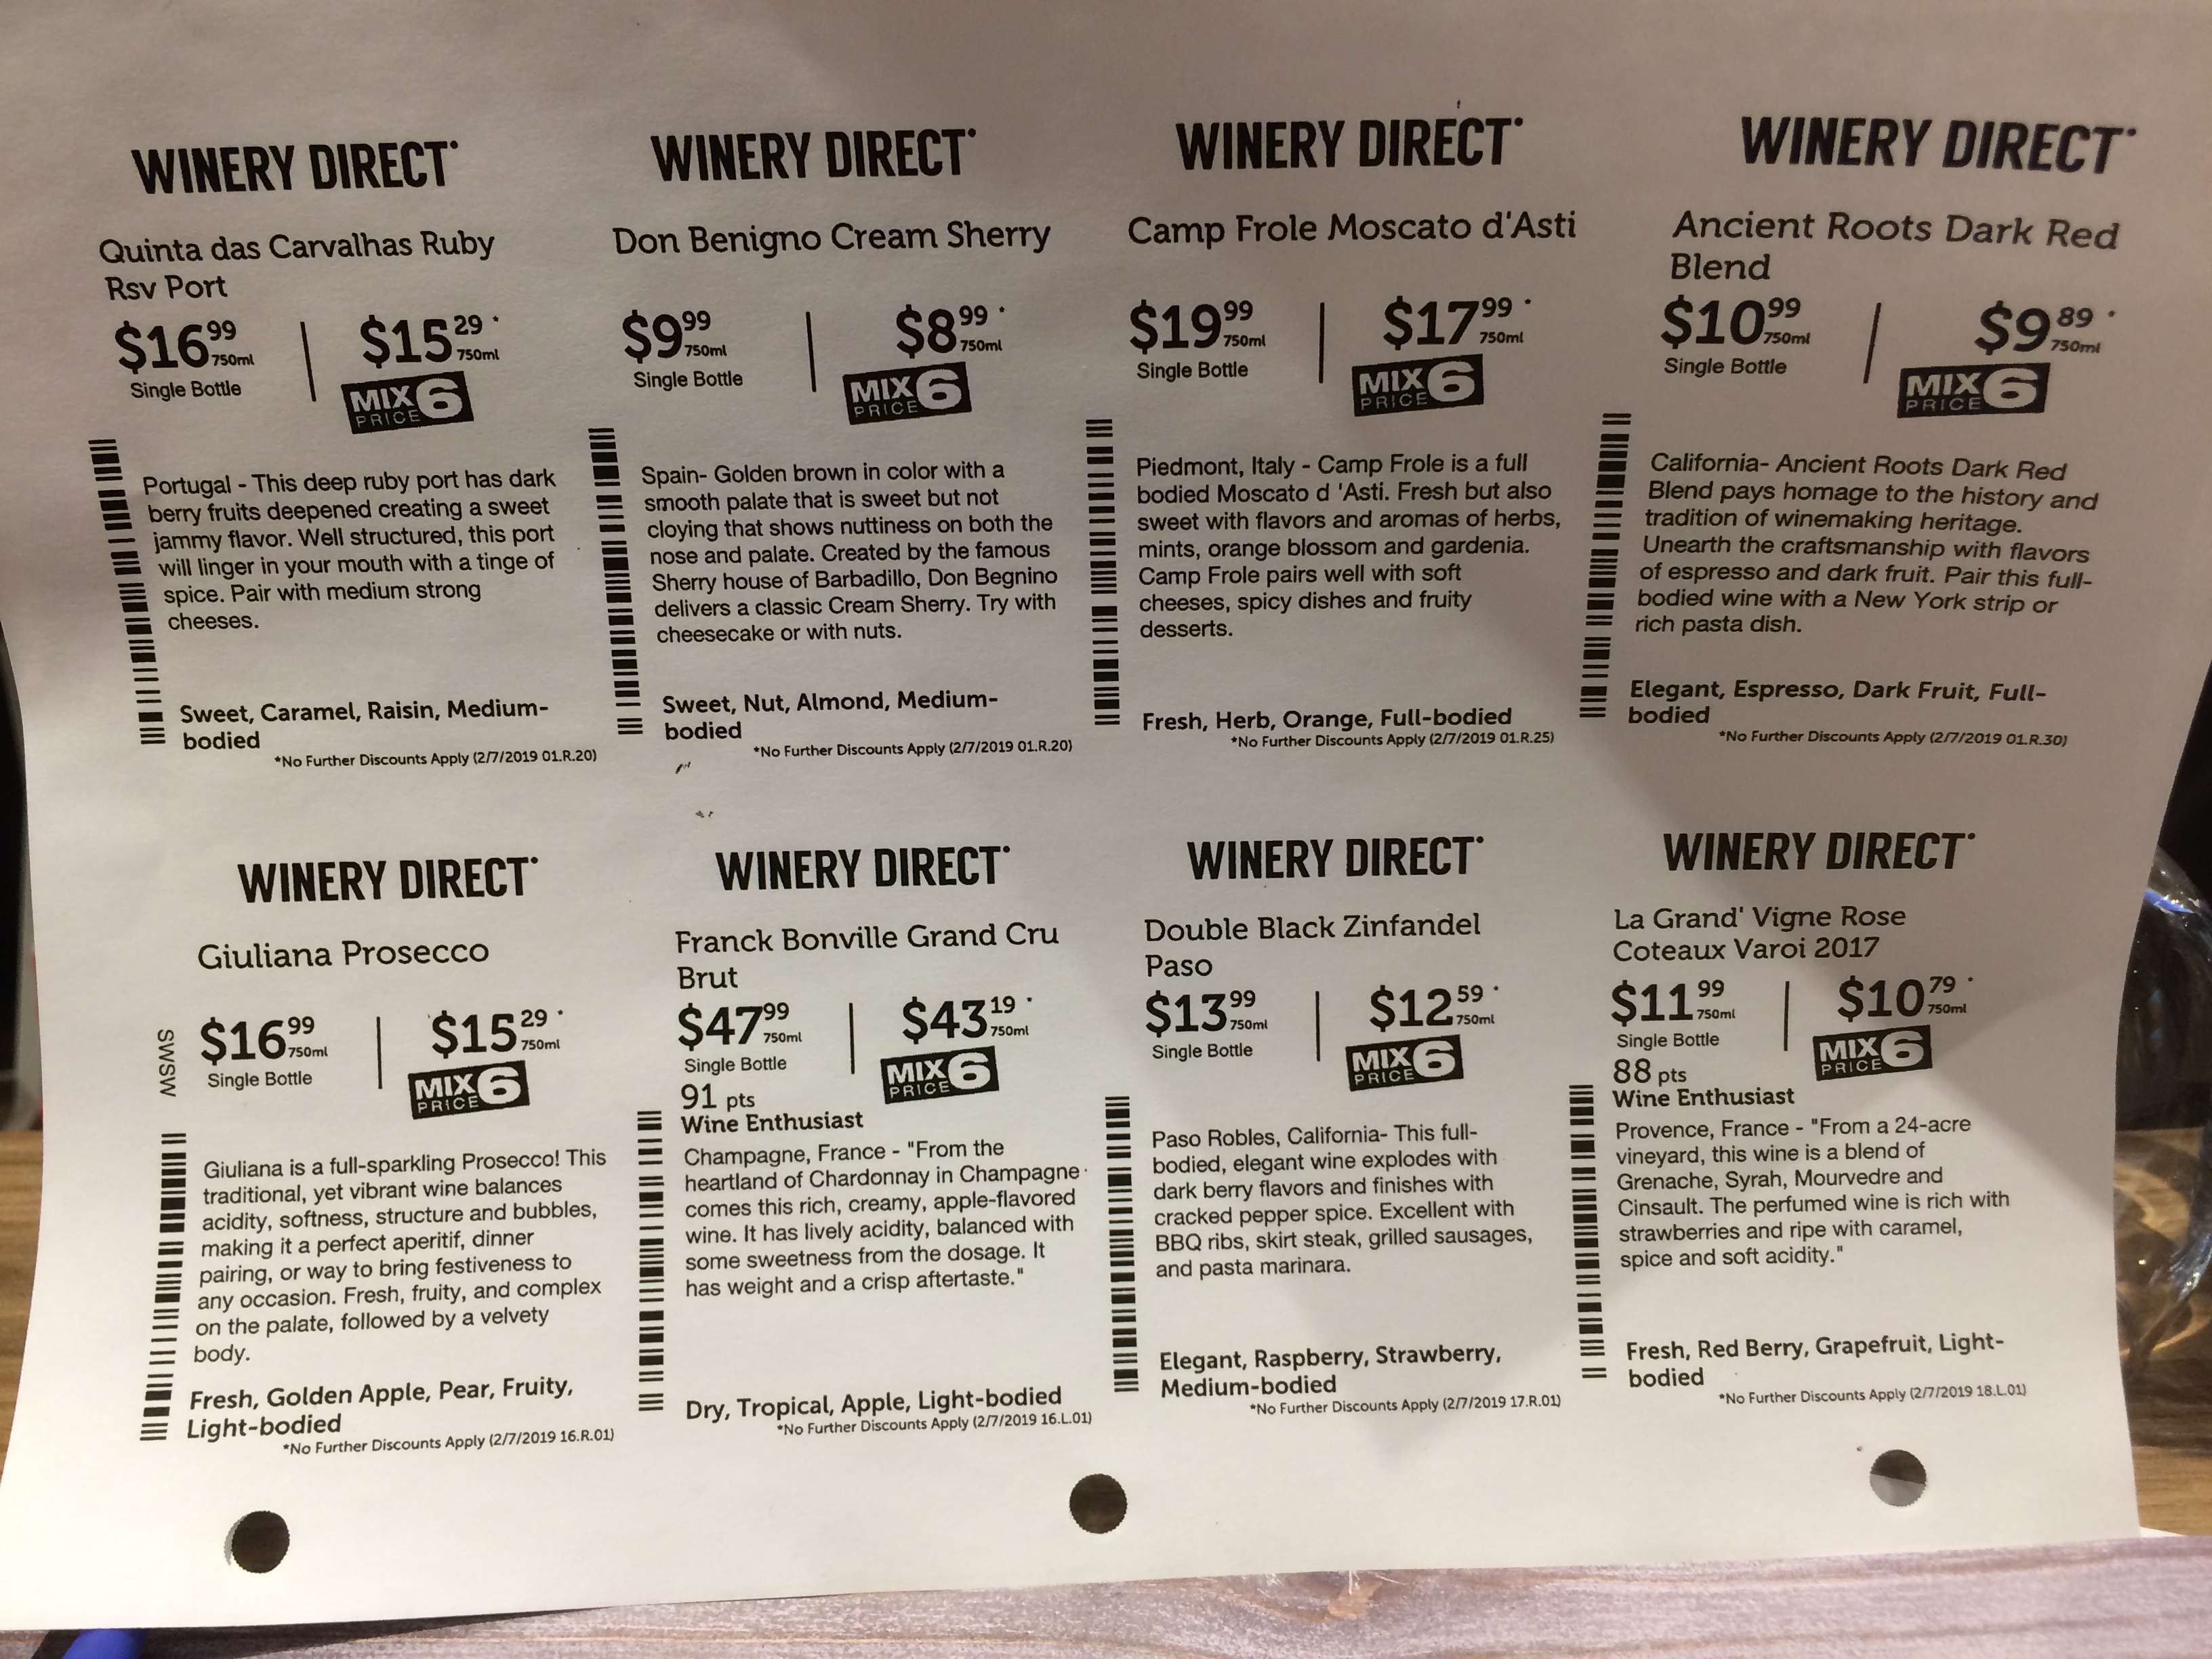 WINERY DIRECT
Quinta das Carvalhas Ruby
Rsv Port
$16.99 750ml
Single Bottle
$15.29* 750ml
MIX 6
PRICE
Portugal - This deep ruby port has dark
berry fruits deepened creating a sweet
jammy flavor. Well structured, this port
will linger in your mouth with a tinge of
spice. Pair with medium strong
cheeses.
Sweet, Caramel, Raisin, Medium-
bodied
*No Further Discounts Apply (2/7/2019 01.R.20)
WINERY DIRECT
Don Benigno Cream Sherry
$9.99 750ml
Single Bottle
$8.99* 750ml
MIX 6
PRICE
Spain- Golden brown in color with a
smooth palate that is sweet but not
cloying that shows nuttiness on both the
nose and palate. Created by the famous
Sherry house of Barbadillo, Don Begnino
delivers a classic Cream Sherry. Try with
cheesecake or with nuts.
Sweet, Nut, Almond, Medium-
bodied
*No Further Discounts Apply (2/7/2019 01.R.20)
WINERY DIRECT
Camp Frole Moscato d'Asti
$19.99 750ml
Single Bottle
$17.99* 750ml
MIX 6
PRICE
Piedmont, Italy - Camp Frole is a full
bodied Moscato d 'Asti. Fresh but also
sweet with flavors and aromas of herbs,
mints, orange blossom and gardenia.
Camp Frole pairs well with soft
cheeses, spicy dishes and fruity
desserts.
Fresh, Herb, Orange, Full-bodied
*No Further Discounts Apply (2/7/2019 01.R.25)
WINERY DIRECT
Ancient Roots Dark Red
Blend
$10.99 750ml
Single Bottle
$9.89* 750ml
MIX 6
PRICE
California- Ancient Roots Dark Red
Blend pays homage to the history and
tradition of winemaking heritage.
Unearth the craftsmanship with flavors
of espresso and dark fruit. Pair this full-
bodied wine with a New York strip or
rich pasta dish.
Elegant, Espresso, Dark Fruit, Full-
bodied
*No Further Discounts Apply (2/7/2019 01.R.30)
WINERY DIRECT
Giuliana Prosecco
SWSW
$16.99 750ml
Single Bottle
$15.29* 750ml
MIX 6
PRICE
Giuliana is a full-sparkling Prosecco! This
traditional, yet vibrant wine balances
acidity, softness, structure and bubbles,
making it a perfect aperitif, dinner
pairing, or way to bring festiveness to
any occasion. Fresh, fruity, and complex
on the palate, followed by a velvety
body.
Fresh, Golden Apple, Pear, Fruity,
Light-bodied
*No Further Discounts Apply (2/7/2019 16.R.01)
WINERY DIRECT
Franck Bonville Grand Cru
Brut
$47.99 750ml
Single Bottle
$43.19* 750ml
MIX 6
PRICE
91 pts
Wine Enthusiast
Champagne, France - "From the
heartland of Chardonnay in Champagne
comes this rich, creamy, apple-flavored
wine. It has lively acidity, balanced with
some sweetness from the dosage. It
has weight and a crisp aftertaste."
Dry, Tropical, Apple, Light-bodied
*No Further Discounts Apply (2/7/2019 16.L.01)
WINERY DIRECT
Double Black Zinfandel
Paso
$13.99 750ml
Single Bottle
$12.59* 750ml
MIX 6
PRICE
Paso Robles, California- This full-
bodied, elegant wine explodes with
dark berry flavors and finishes with
cracked pepper spice. Excellent with
BBQ ribs, skirt steak, grilled sausages,
and pasta marinara.
Elegant, Raspberry, Strawberry,
Medium-bodied
*No Further Discounts Apply (2/7/2019 17.R.01)
WINERY DIRECT
La Grand' Vigne Rose
Coteaux Varoi 2017
$11.99 750ml
Single Bottle
$10.79* 750ml
MIX 6
PRICE
88 pts
Wine Enthusiast
Provence, France - "From a 24-acre
vineyard, this wine is a blend of
Grenache, Syrah, Mourvedre and
Cinsault. The perfumed wine is rich with
strawberries and ripe with caramel,
spice and soft acidity."
Fresh, Red Berry, Grapefruit, Light-
bodied
*No Further Discounts Apply (2/7/2019 18.L.01)